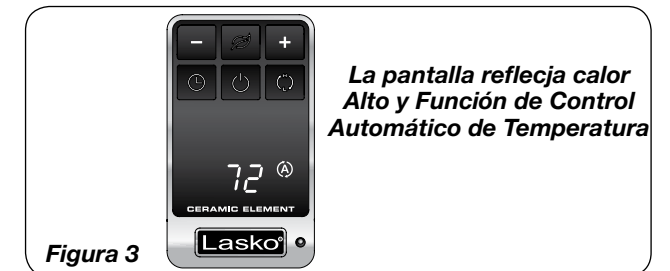 − +
La pantalla reflecja calor
Alto y Función de Control
Automático de Temperatura
72 A
CERAMIC ELEMENT
Lasko®
Figura 3